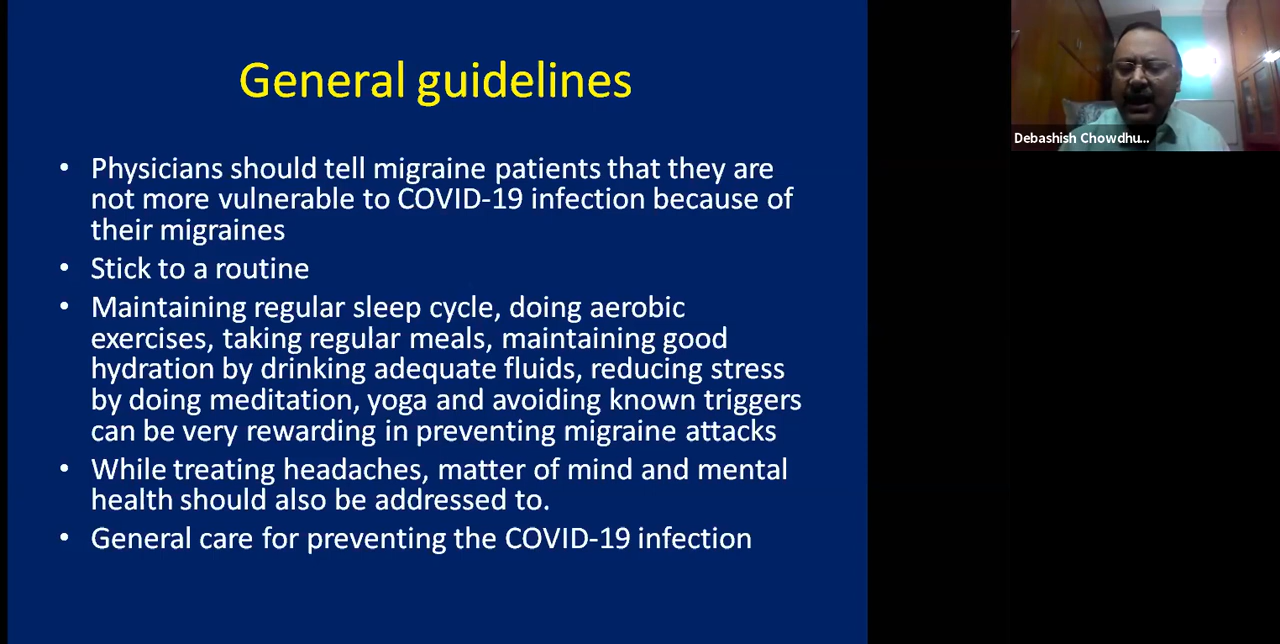 General guidelines
• Physicians should tell migraine patients that they are
not more vulnerable to COVID-19 infection because of
their migraines
• Stick to a routine
• Maintaining regular sleep cycle, doing aerobic
exercises, taking regular meals, maintaining good
hydration by drinking adequate fluids, reducing stress
by doing meditation, yoga and avoiding known triggers
can be very rewarding in preventing migraine attacks
• While treating headaches, matter of mind and mental
health should also be addressed to.
• General care for preventing the COVID-19 infection
Debashish Chowdhu...